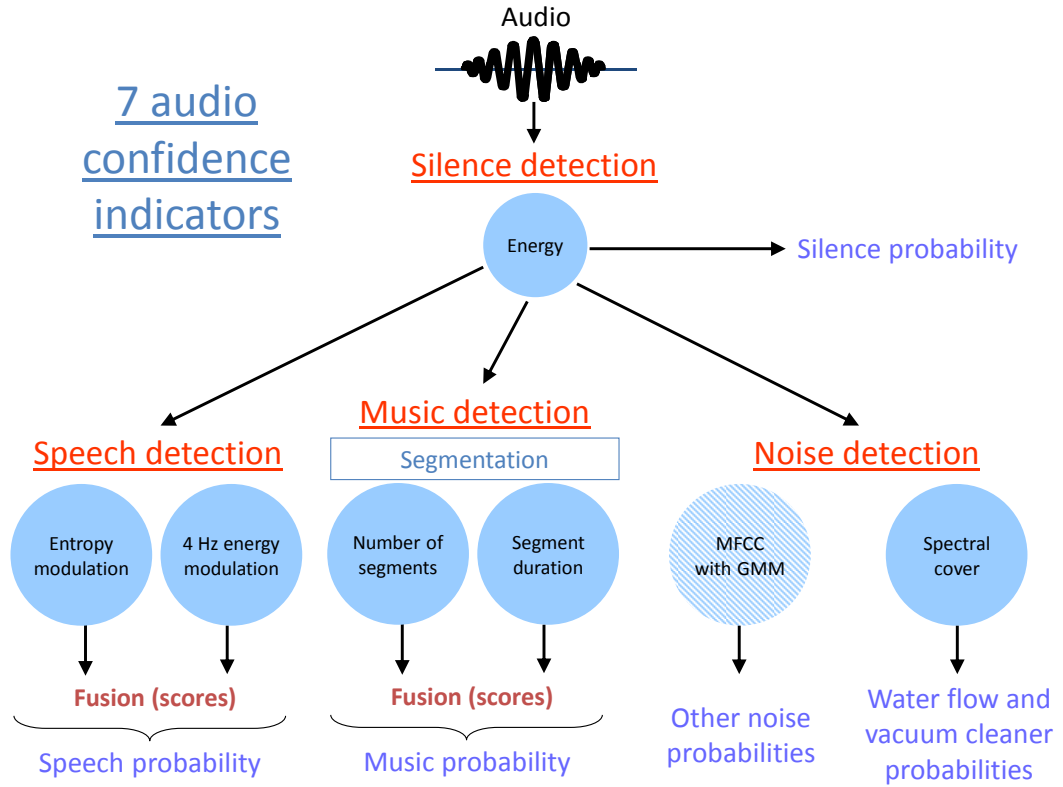 Audio
7 audio
confidence
indicators
Silence detection
Energy
Silence probability
Speech detection
Music detection
Segmentation
Noise detection
Entropy
modulation
4 Hz energy
modulation
Number of
segments
Segment
duration
MFCC
with GMM
Spectral
cover
Fusion (scores)
Speech probability
Fusion (scores)
Music probability
Other noise
probabilities
Water flow and
vacuum cleaner
probabilities